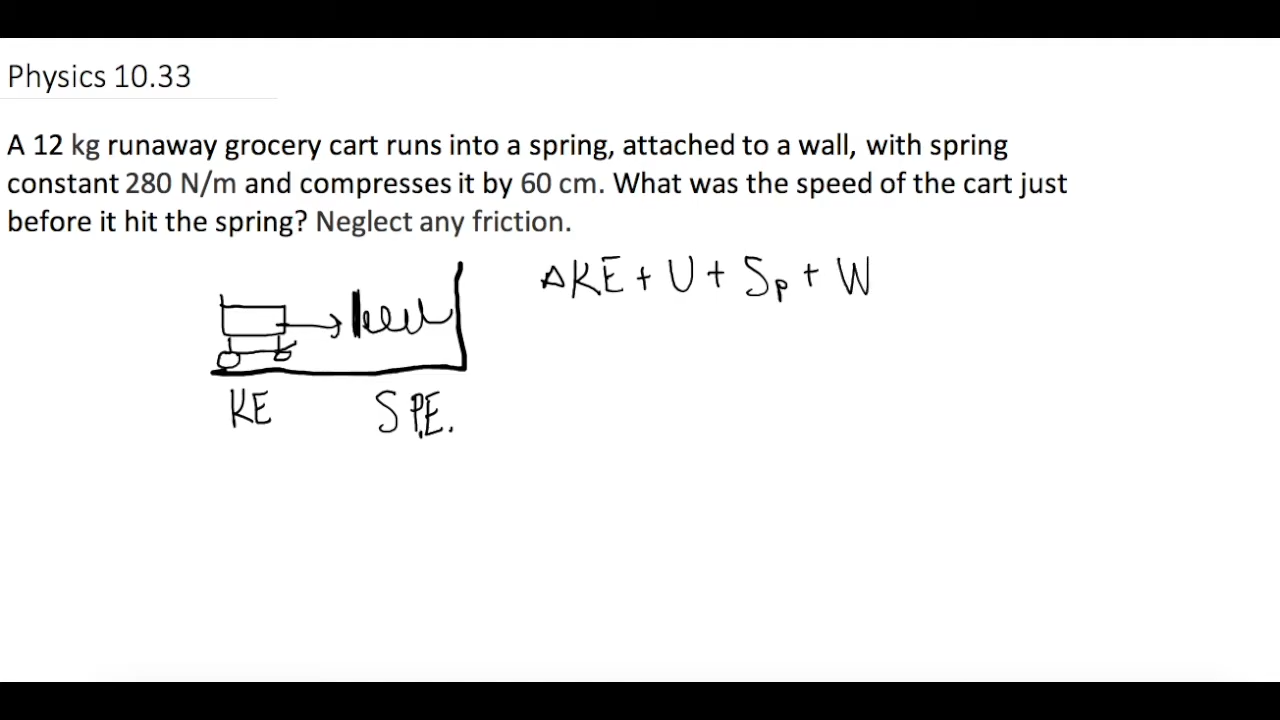 Physics 10.33
A 12 kg runaway grocery cart runs into a spring, attached to a wall, with spring
constant 280 N/m and compresses it by 60 cm. What was the speed of the cart just
before it hit the spring? Neglect any friction.
ΔKE + U + Sp + W
KE SP.E.